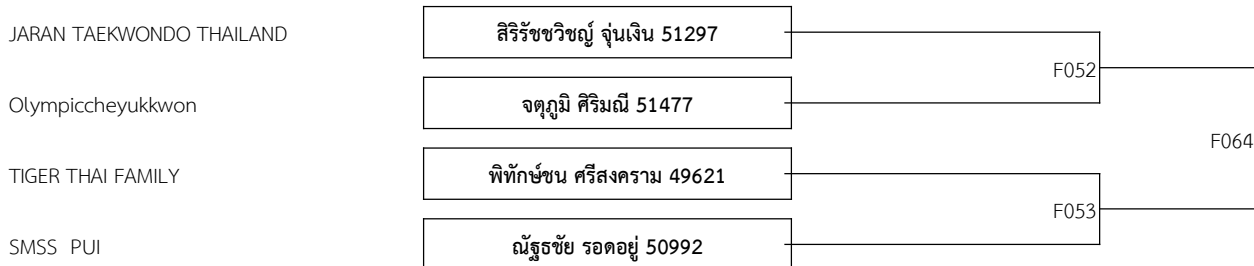 JARAN TAEKWONDO THAILAND
สิริรัชชวิชญ์ จุ่นเงิน 51297
F052
Olympiccheyukkwon
จตุภูมิ ศิริมณี 51477
F064
TIGER THAI FAMILY
พิทักษ์ชน ศรีสงคราม 49621
F053
SMSS PUI
ณัฐธชัย รอดอยู่ 50992